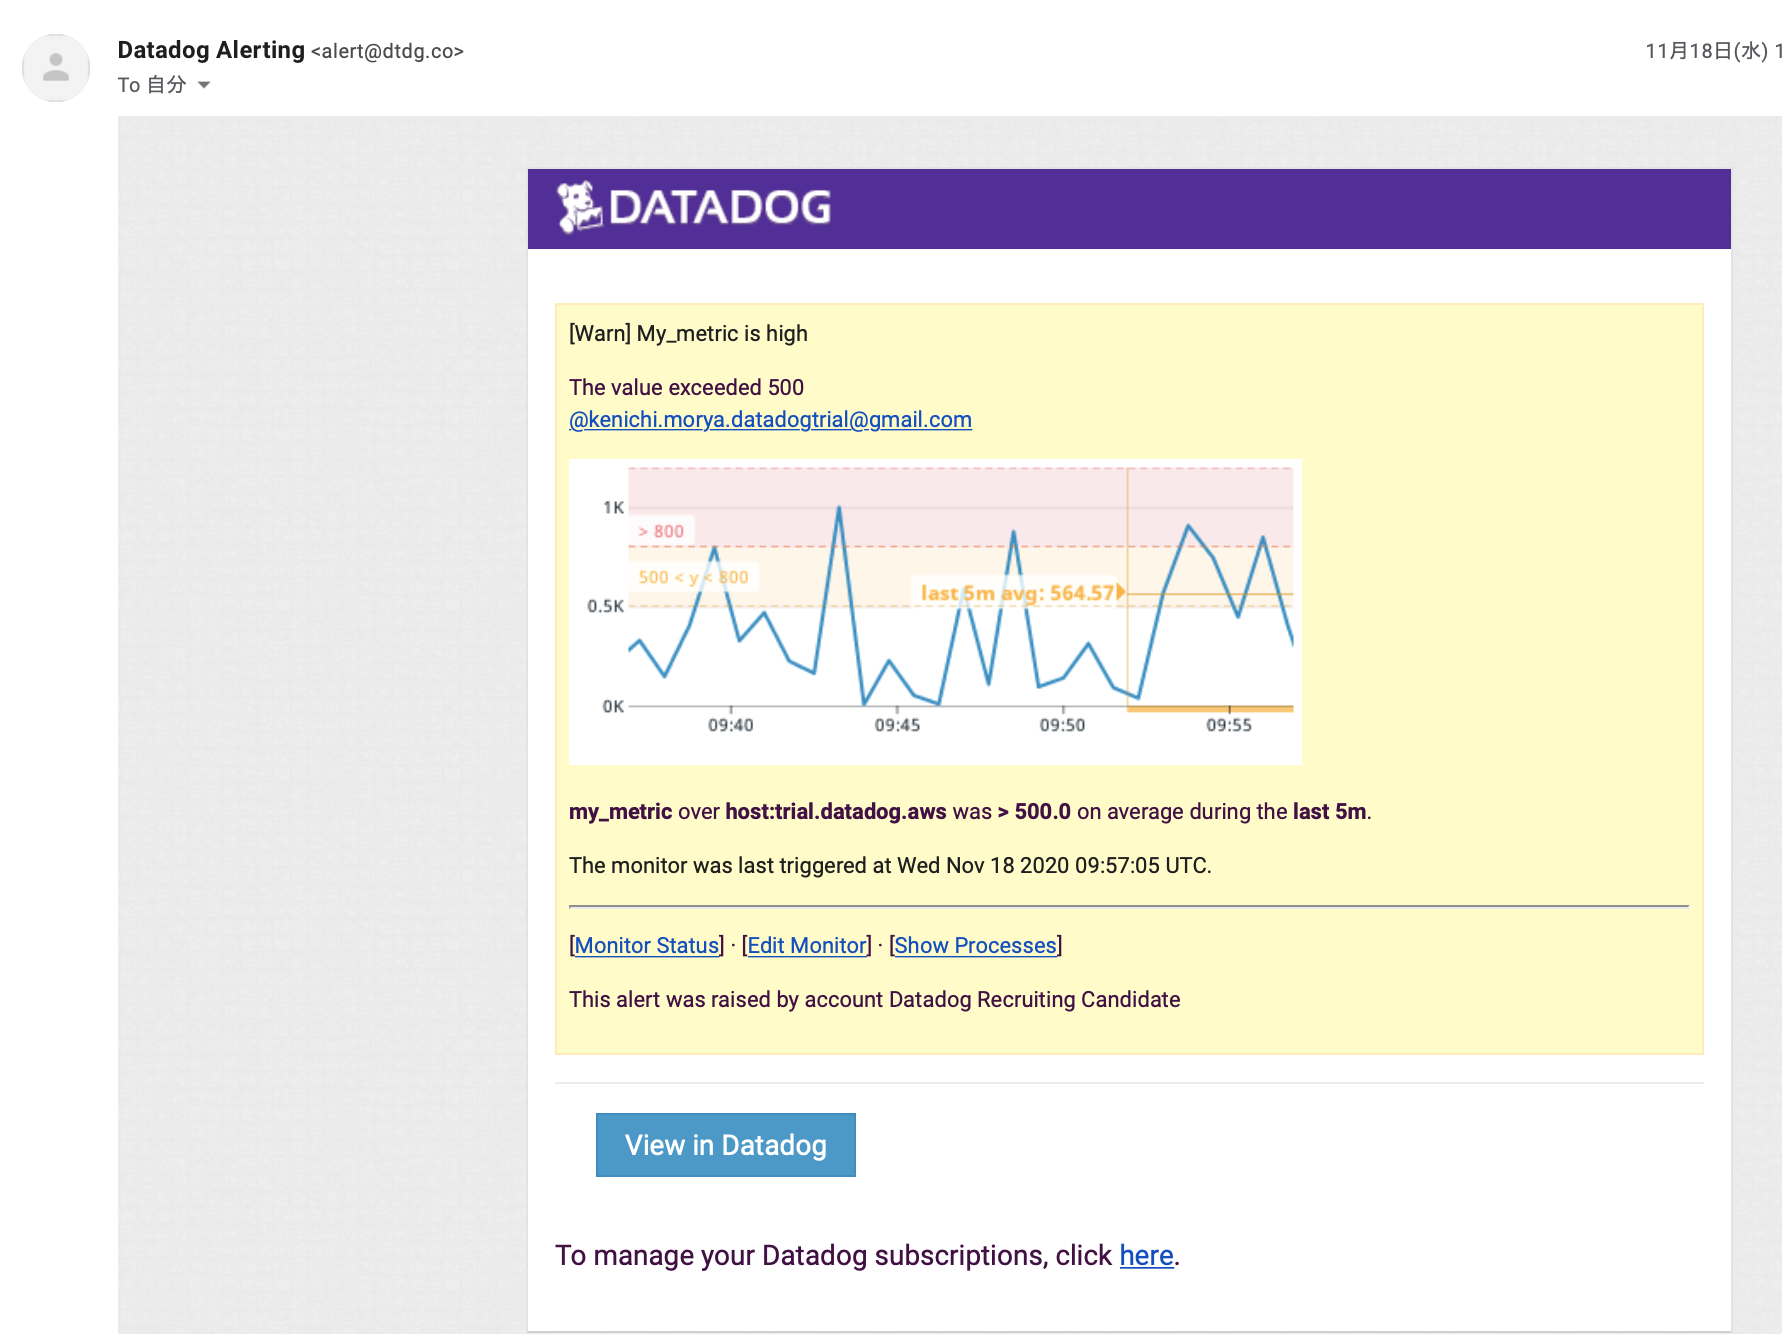 Datadog Alerting <alert@dtdg.co>
11月18日(水) 1
To 自分
DATADOG
[Warn] My_metric is high
The value exceeded 500
@kenichi.morya.datadogtrial@gmail.com
1K
> 800
500 < y < 800
last 5m avg: 564.57
0.5K
0K
09:40 09:45 09:50 09:55
my_metric over host:trial.datadog.aws was > 500.0 on average during the last 5m.
The monitor was last triggered at Wed Nov 18 2020 09:57:05 UTC.
[Monitor Status] · [Edit Monitor] · [Show Processes]
This alert was raised by account Datadog Recruiting Candidate
View in Datadog
To manage your Datadog subscriptions, click here.